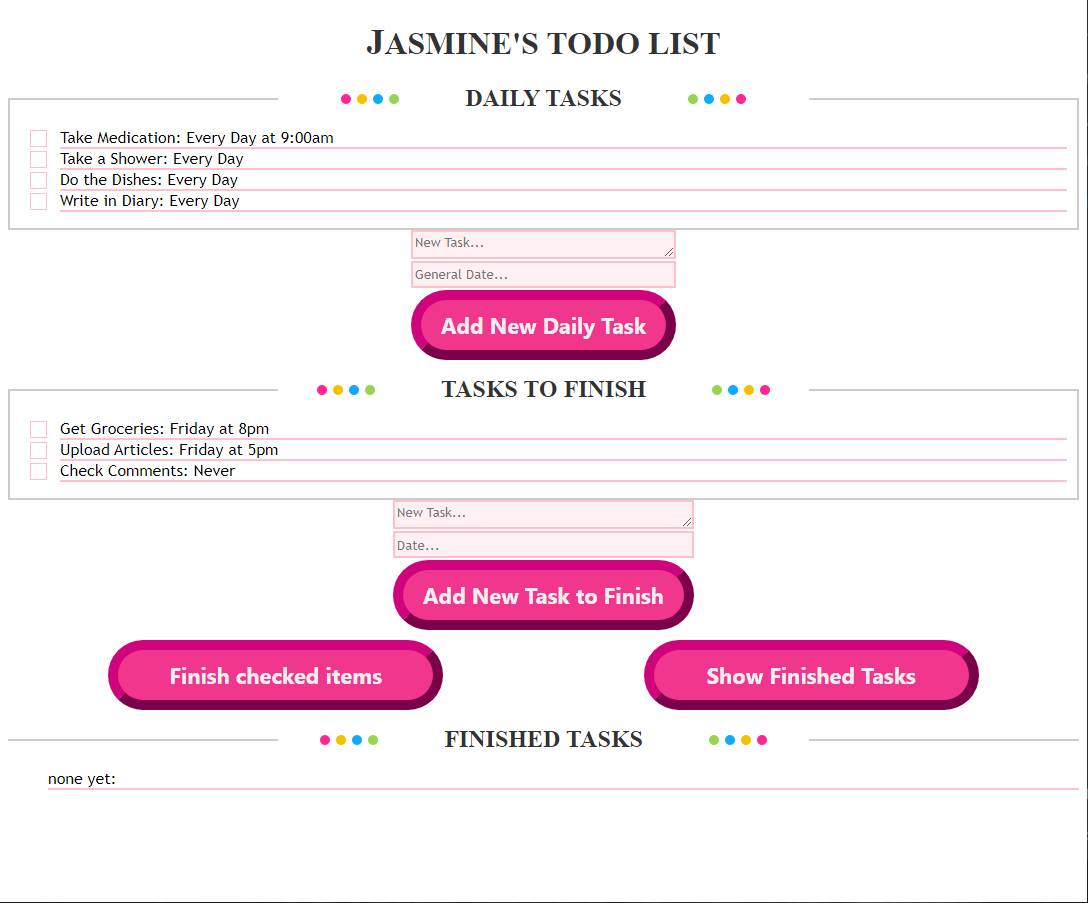 JASMINE'S TODO LIST
DAILY TASKS
Take Medication: Every Day at 9:00am
Take a Shower: Every Day
Do the Dishes: Every Day
Write in Diary: Every Day
New Task...
General Date...
Add New Daily Task
TASKS TO FINISH
Get Groceries: Friday at 8pm
Upload Articles: Friday at 5pm
Check Comments: Never
New Task...
Date...
Add New Task to Finish
Finish checked items
Show Finished Tasks
FINISHED TASKS
none yet: